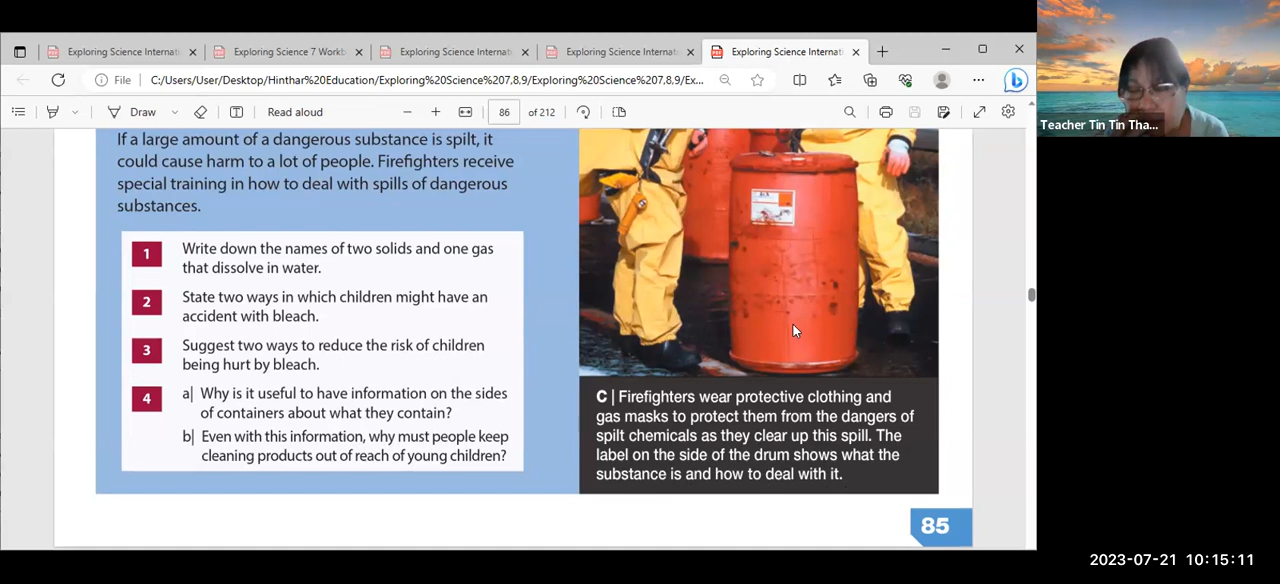 Exploring Science Internati
Exploring Science 7 Workb
Exploring Science Internati
Exploring Science Internati
Exploring Science Internati
File
C:/Users/User/Desktop/Hinthar%20Education/Exploring%20Science%207,8,9/Exploring%20Science%207,8,9/Ex...
Draw
Read aloud
86
of 212
Teacher Tin Tin Tha...
If a large amount of a dangerous substance is spilt, it
could cause harm to a lot of people. Firefighters receive
special training in how to deal with spills of dangerous
substances.
1 Write down the names of two solids and one gas
that dissolve in water.
2 State two ways in which children might have an
accident with bleach.
3 Suggest two ways to reduce the risk of children
being hurt by bleach.
4 a| Why is it useful to have information on the sides
of containers about what they contain?
b| Even with this information, why must people keep
cleaning products out of reach of young children?
C | Firefighters wear protective clothing and
gas masks to protect them from the dangers of
spilt chemicals as they clear up this spill. The
label on the side of the drum shows what the
substance is and how to deal with it.
85
2023-07-21 10:15:11